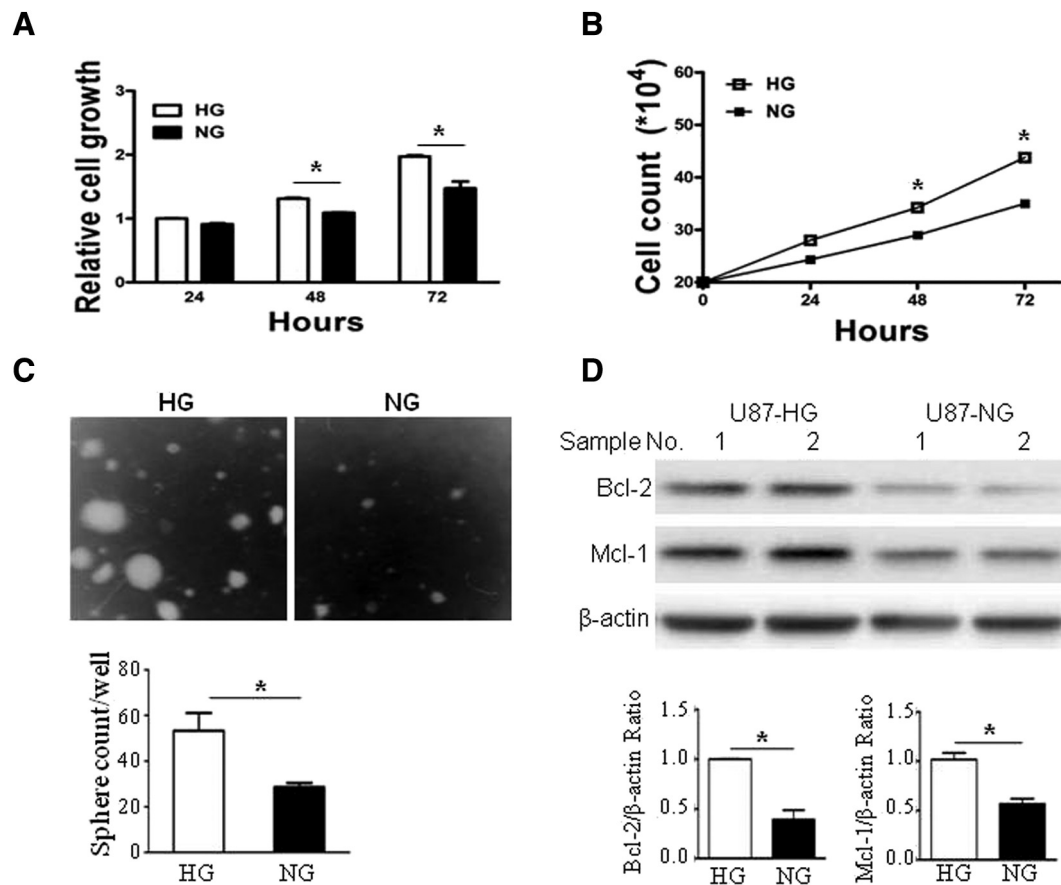 A
Relative cell growth
3
2
1
0
HG
NG
*
*
24 48 72
Hours
B
Cell count (*10⁴)
60
50
40
30
20
HG
NG
*
*
0 24 48 72
Hours
C
HG NG
Sphere count/well
80
60
40
20
0
*
HG NG
D
U87-HG U87-NG
Sample No. 1 2 1 2
Bcl-2
Mcl-1
β-actin
Bcl-2/β-actin Ratio
1.5
1.0
0.5
0.0
*
HG NG
Mcl-1/β-actin Ratio
1.5
1.0
0.5
0.0
*
HG NG